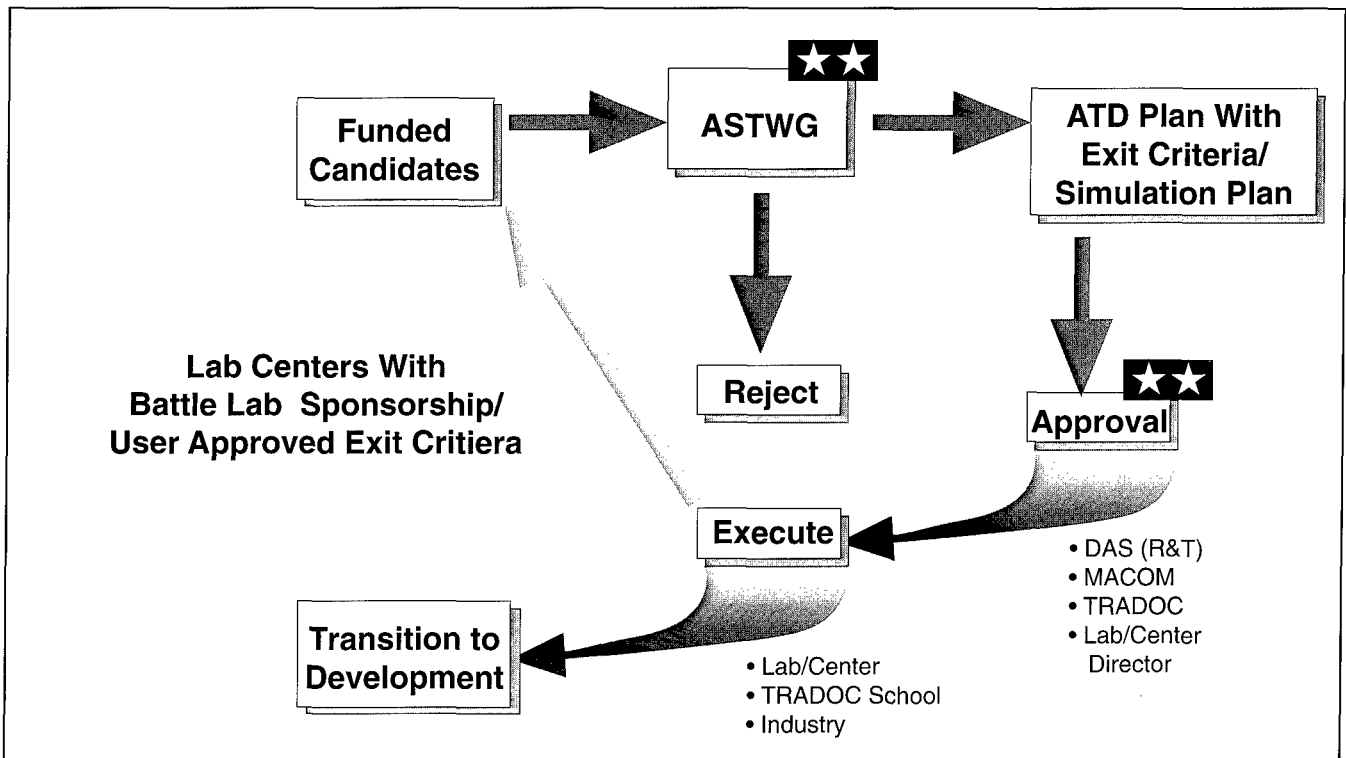 Funded
Candidates
ASTWG
ATD Plan With
Exit Criteria/
Simulation Plan
Lab Centers With
Battle Lab Sponsorship/
User Approved Exit Critiera
Reject
Approval
Execute
• DAS (R&T)
• MACOM
• TRADOC
• Lab/Center
Director
Transition to
Development
• Lab/Center
• TRADOC School
• Industry